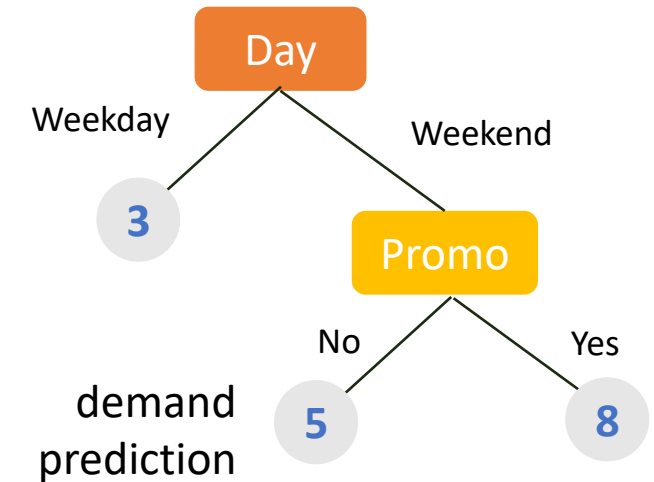 Day
Weekday
Weekend
3
Promo
No
Yes
demand
prediction
5
8